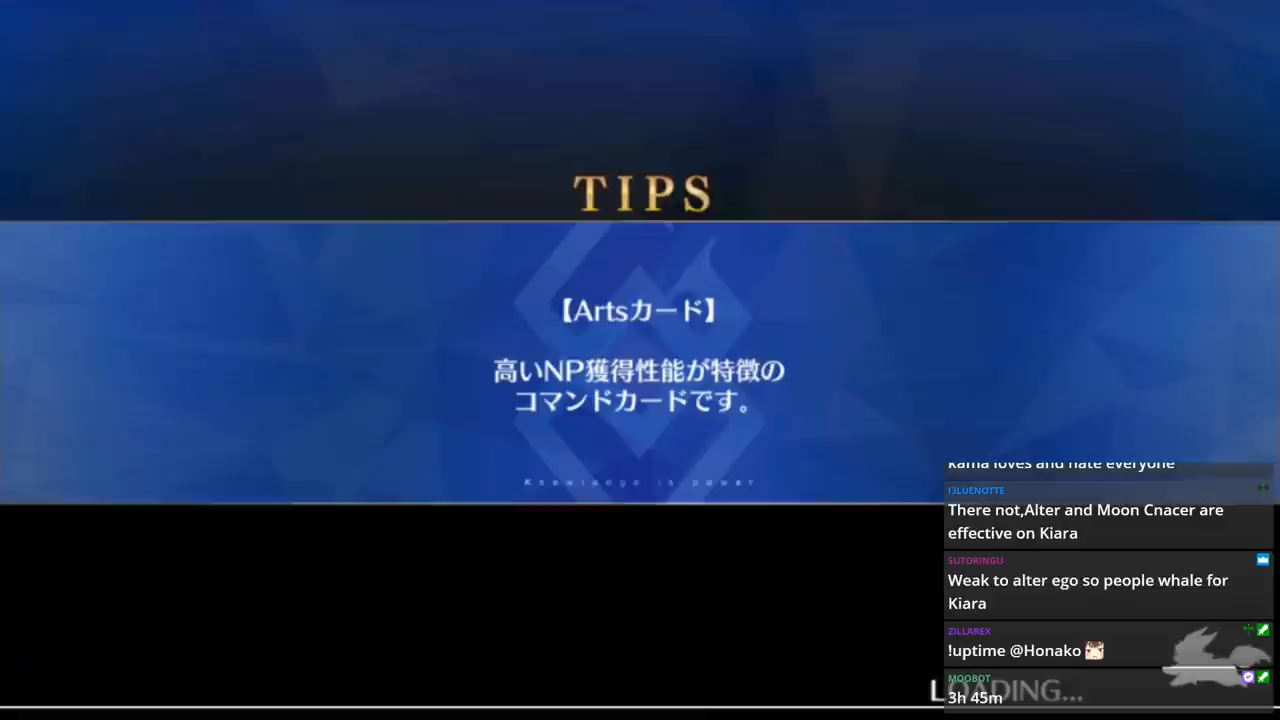 TIPS
【Artsカード】
高いNP獲得性能が特徴の
コマンドカードです。
Knowledge is power
kama loves and hate everyone
I3LUENOTTE
There not,Alter and Moon Cnacer are
effective on Kiara
SUTOKINGU
Weak to alter ego so people whale for
Kiara
ZILLAREX
!uptime @Honako
MOOBOT
3h 45m
LOADING...